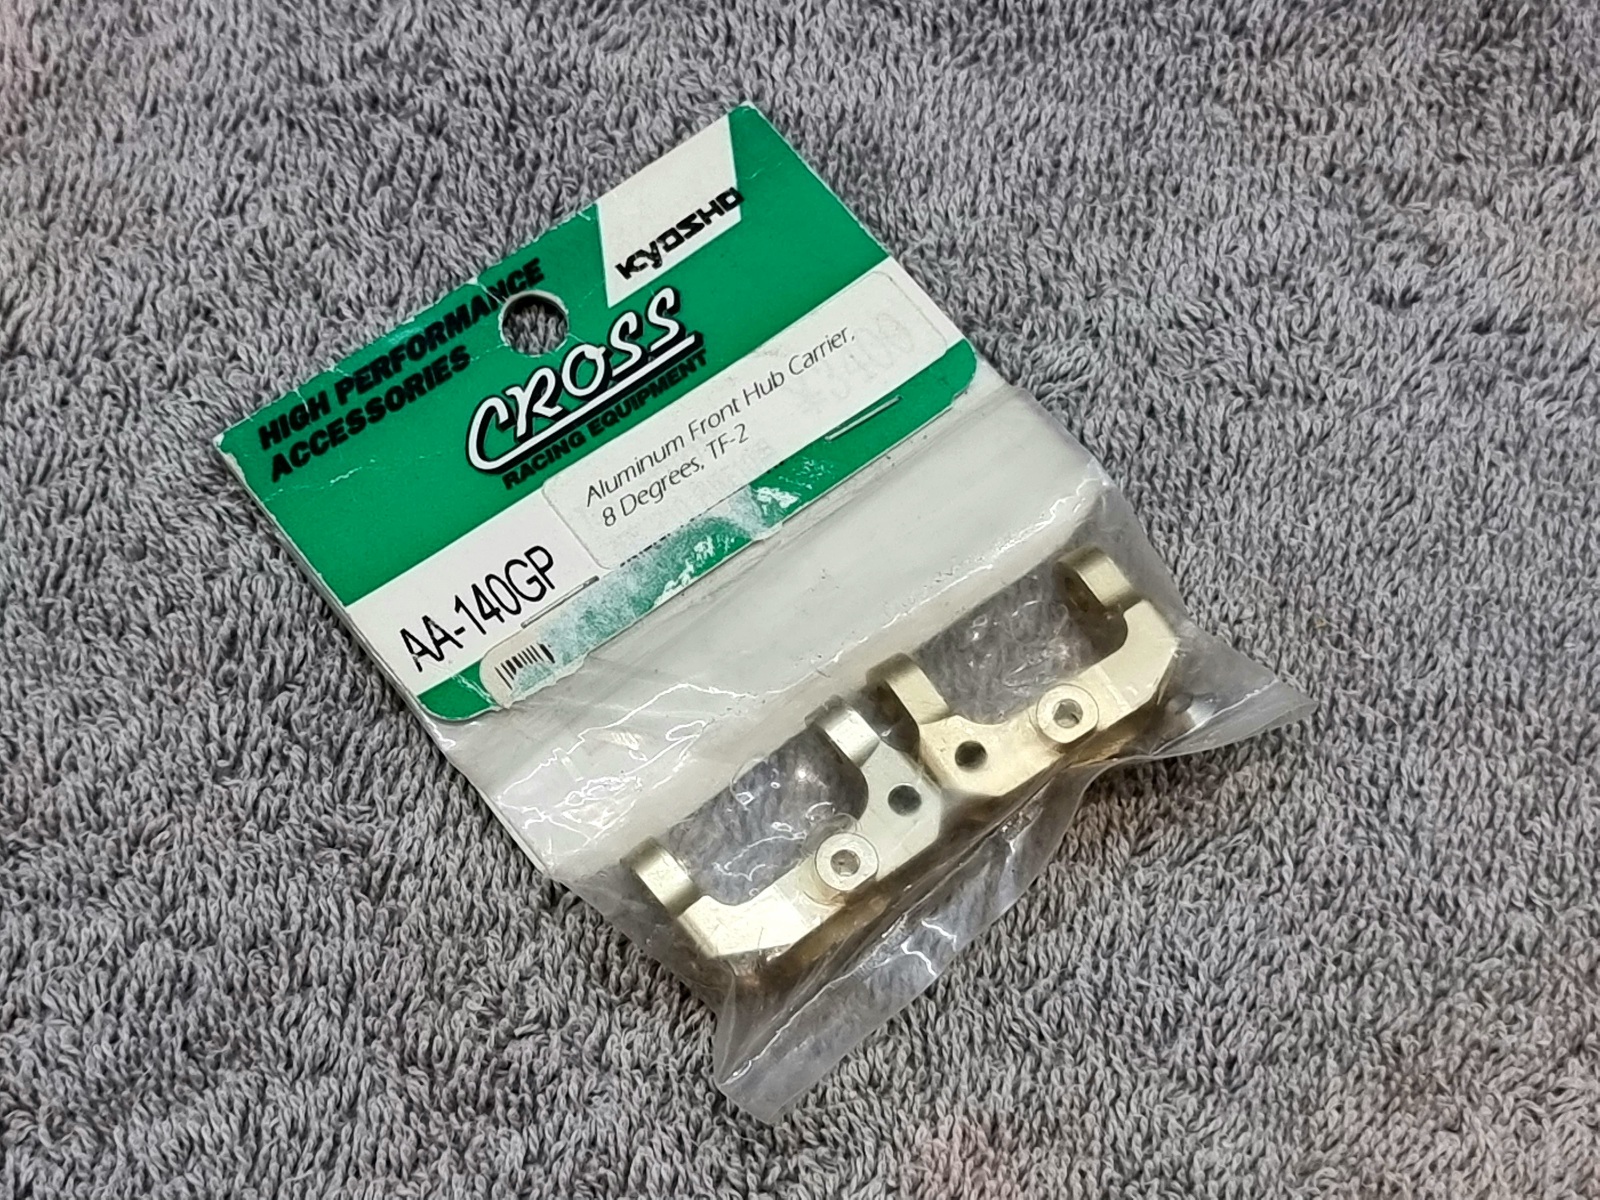 HIGH PERFORMANCE
ACCESSORIES
KYOSHO
CROSS
RACING EQUIPMENT
Aluminum Front Hub Carrier,
8 Degrees, TF-2
AA-140GP